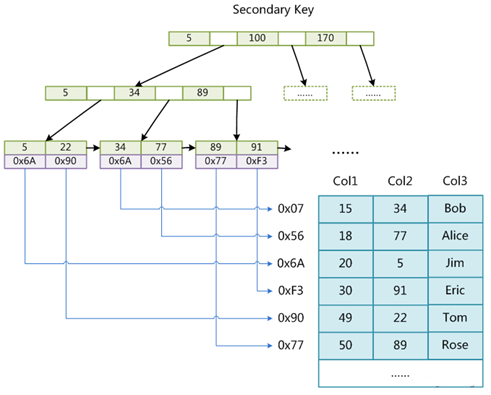 Secondary Key
5 100 170
5 34 89
...... ......
5 22 34 77 89 91
0x6A 0x90 0x6A 0x56 0x77 0xF3
......
Col1 Col2 Col3
0x07 15 34 Bob
0x56 18 77 Alice
0x6A 20 5 Jim
0xF3 30 91 Eric
0x90 49 22 Tom
0x77 50 89 Rose
......